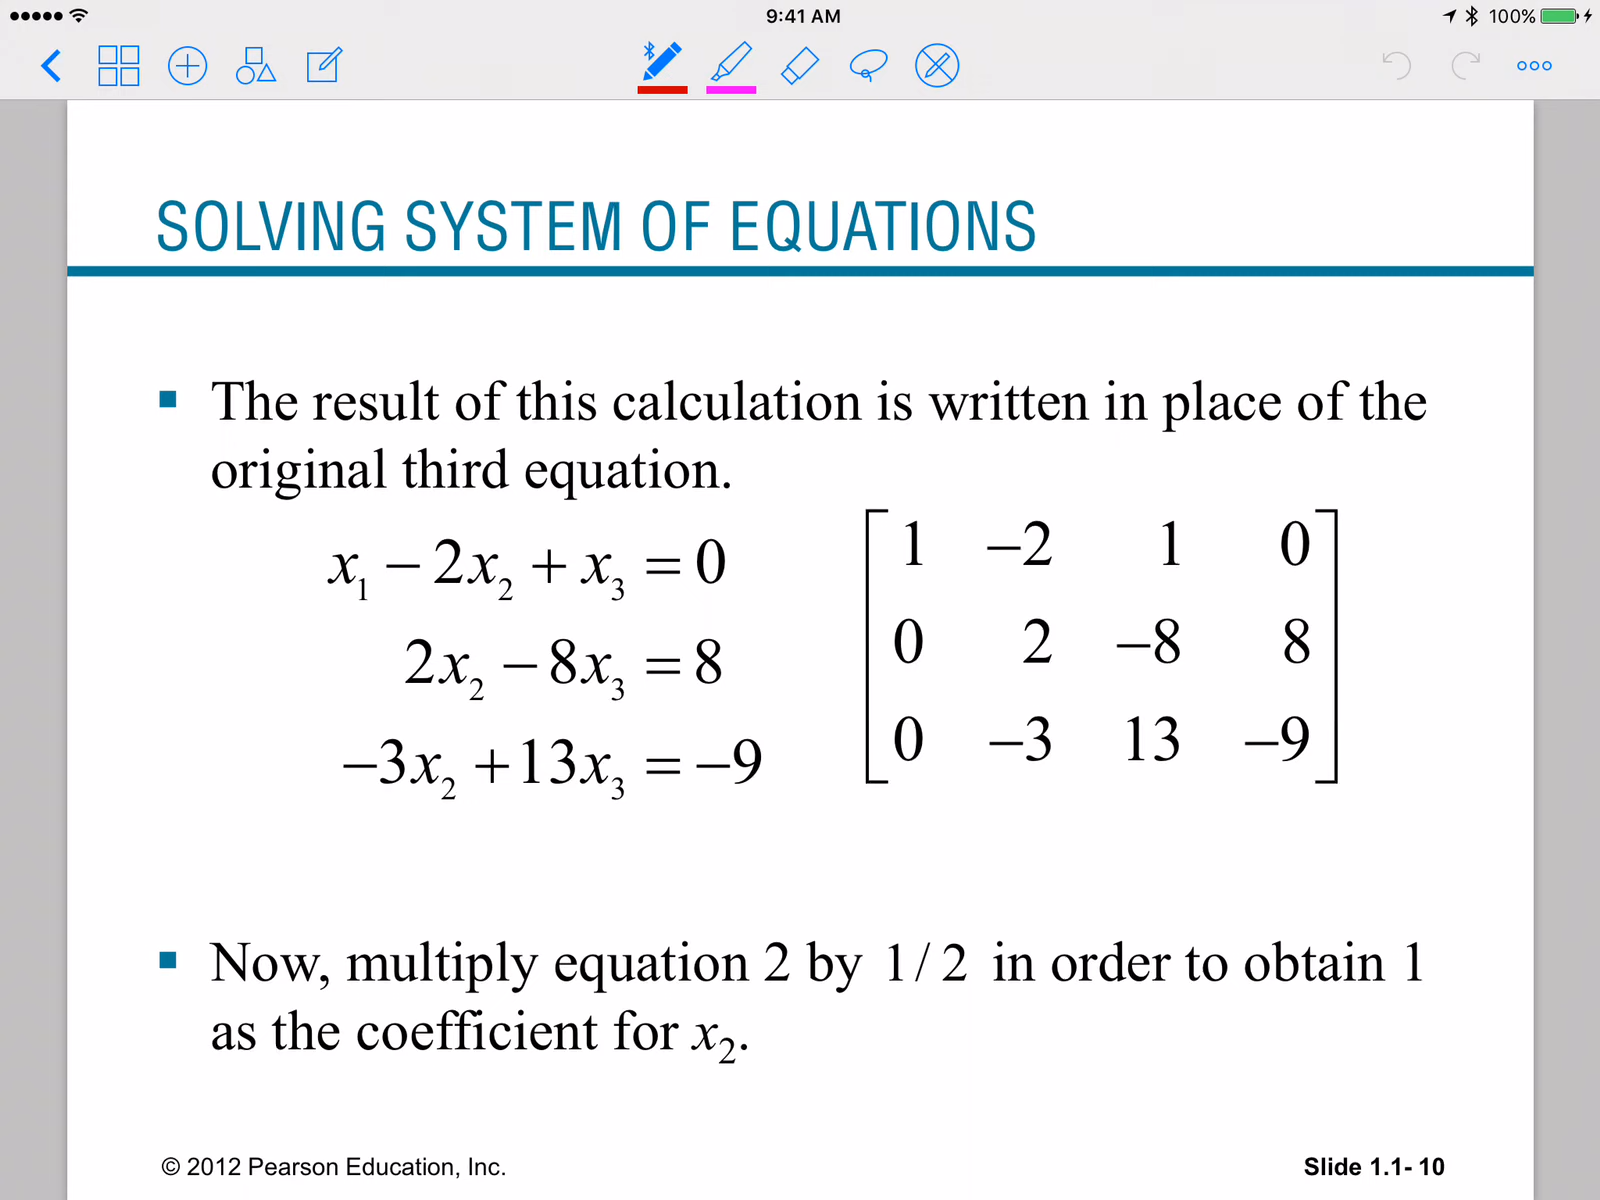 9:41 AM
100%
SOLVING SYSTEM OF EQUATIONS
▪ The result of this calculation is written in place of the
original third equation.
x₁ − 2x₂ + x₃ = 0
2x₂ − 8x₃ = 8
−3x₂ + 13x₃ = −9
1 −2 1 0
0 2 −8 8
0 −3 13 −9
▪ Now, multiply equation 2 by 1/2 in order to obtain 1
as the coefficient for x₂.
© 2012 Pearson Education, Inc.
Slide 1.1- 10